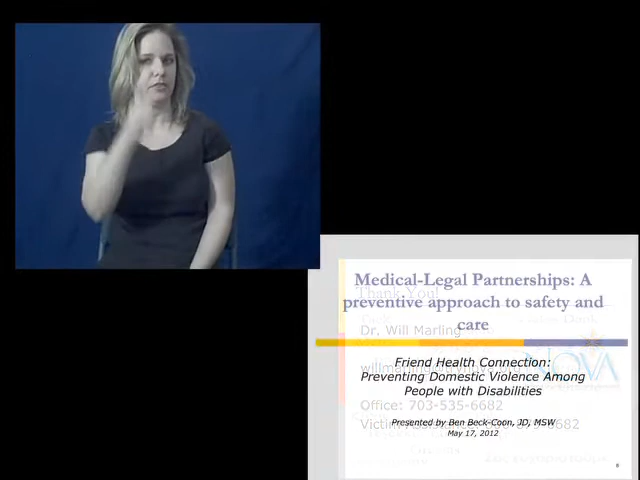 Medical-Legal Partnerships: A
preventive approach to safety and
care
Thank You!
Dr. Will Marling
Friend Health Connection:
Preventing Domestic Violence Among
People with Disabilities
NOVA
Office: 703-535-6682
Presented by Ben Beck-Coon, JD, MSW
May 17, 2012